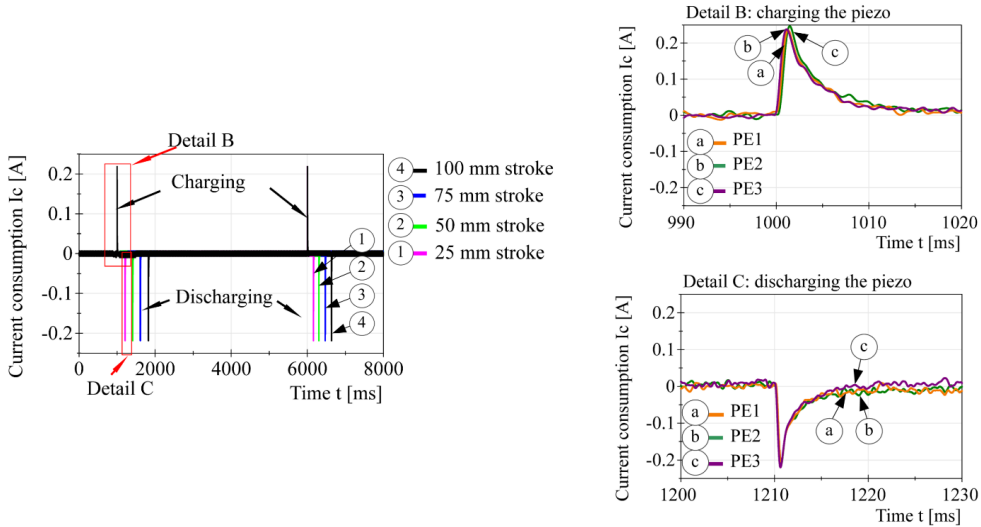 Detail B
Current consumption Ic [A]
0.2
0.1
0
-0.1
-0.2
Charging
Discharging
1
2
3
4
0
2000
4000
6000
8000
Detail C
Time t [ms]
4 100 mm stroke
3 75 mm stroke
2 50 mm stroke
1 25 mm stroke
Detail B: charging the piezo
Current consumption Ic [A]
0.2
0.1
0
-0.1
-0.2
b
c
a
a PE1
b PE2
c PE3
990
1000
1010
1020
Time t [ms]
Detail C: discharging the piezo
Current consumption Ic [A]
0.2
0.1
0
-0.1
-0.2
c
a
b
a PE1
b PE2
c PE3
1200
1210
1220
1230
Time t [ms]